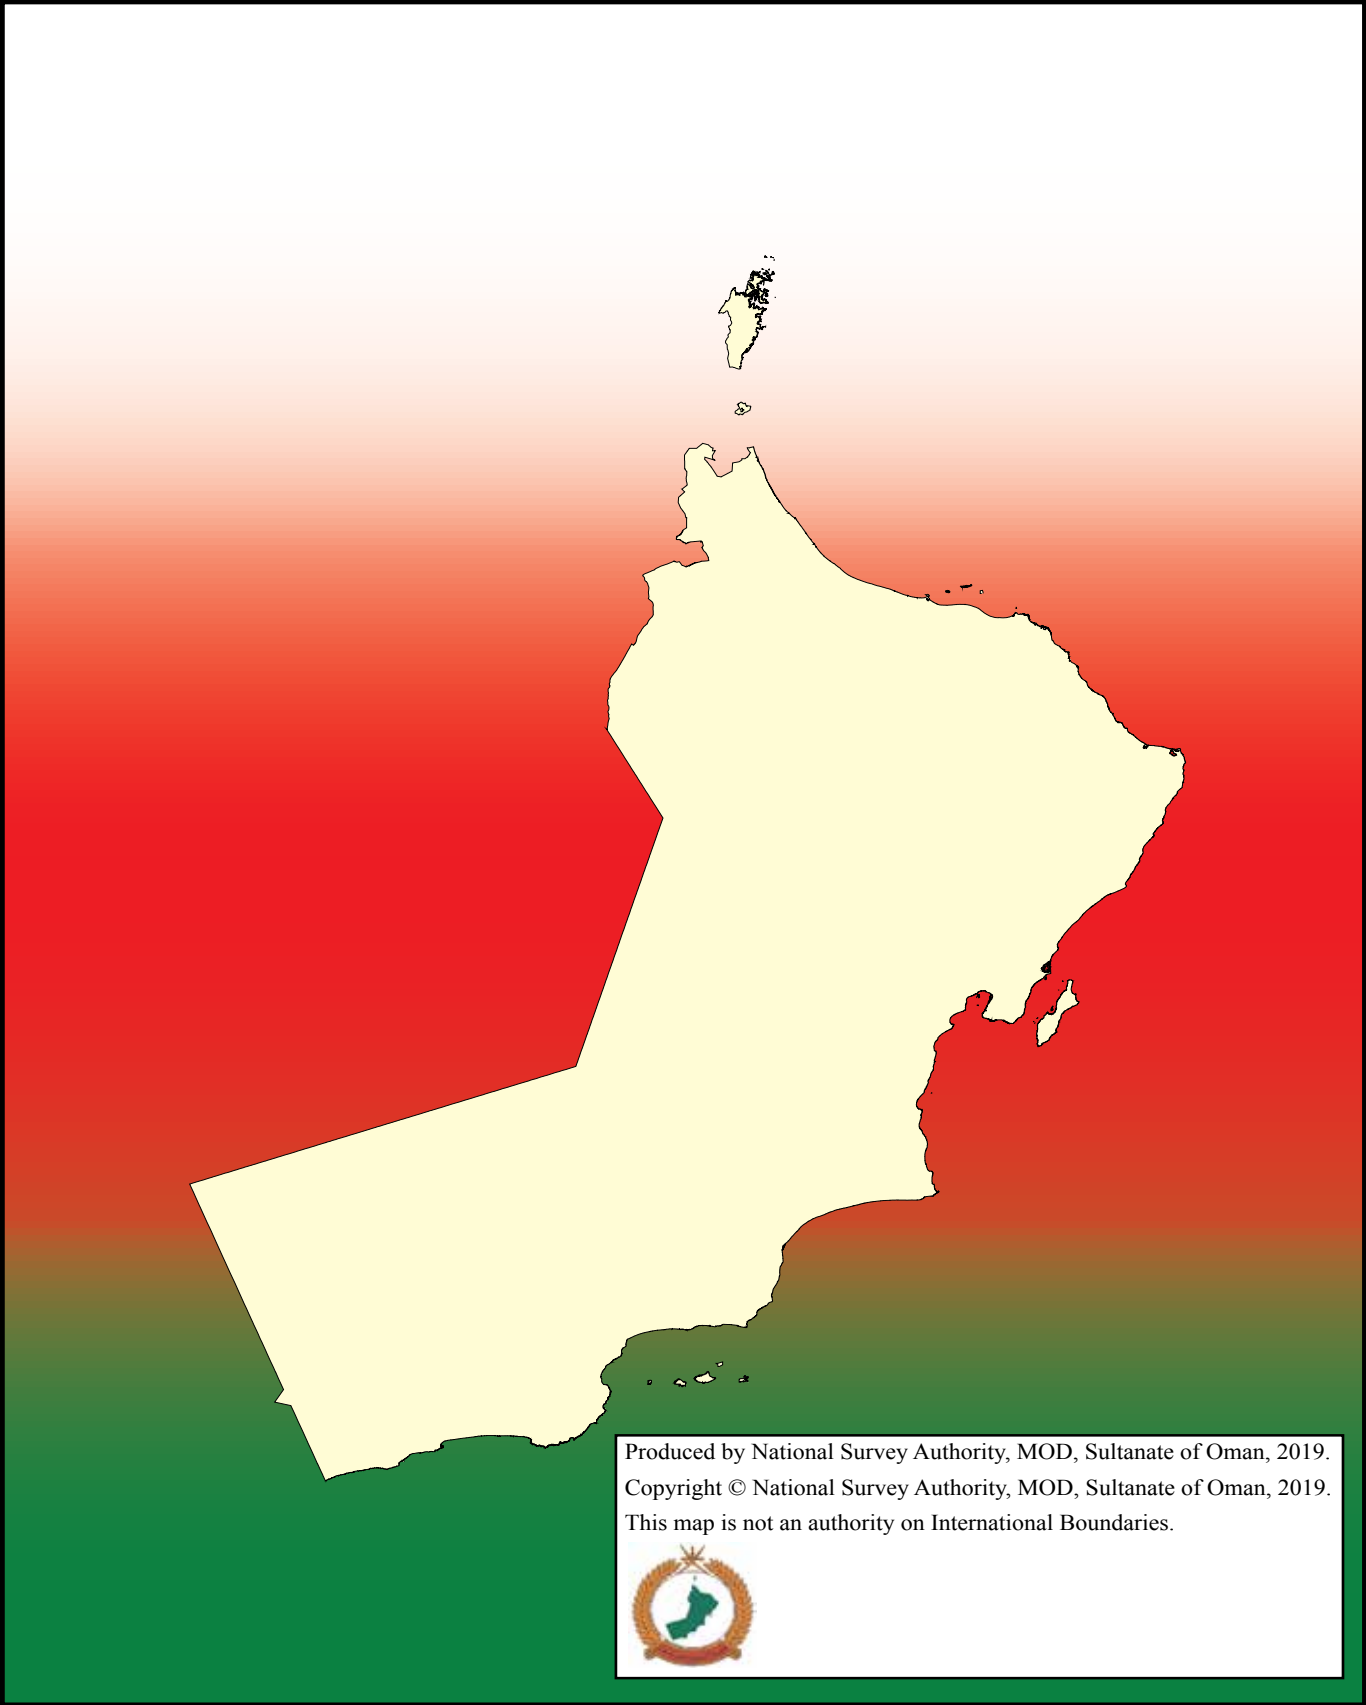 Produced by National Survey Authority, MOD, Sultanate of Oman, 2019.
Copyright © National Survey Authority, MOD, Sultanate of Oman, 2019.
This map is not an authority on International Boundaries.